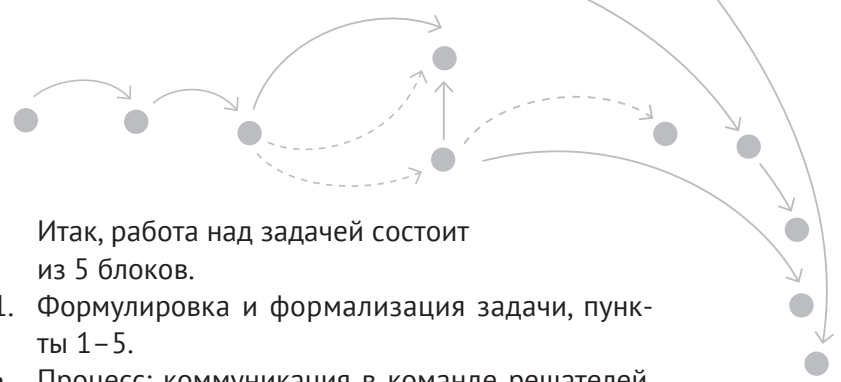 Итак, работа над задачей состоит
из 5 блоков.
1. Формулировка и формализация задачи, пунк-
ты 1–5.
Процесс: коммуникация в команде решателей,